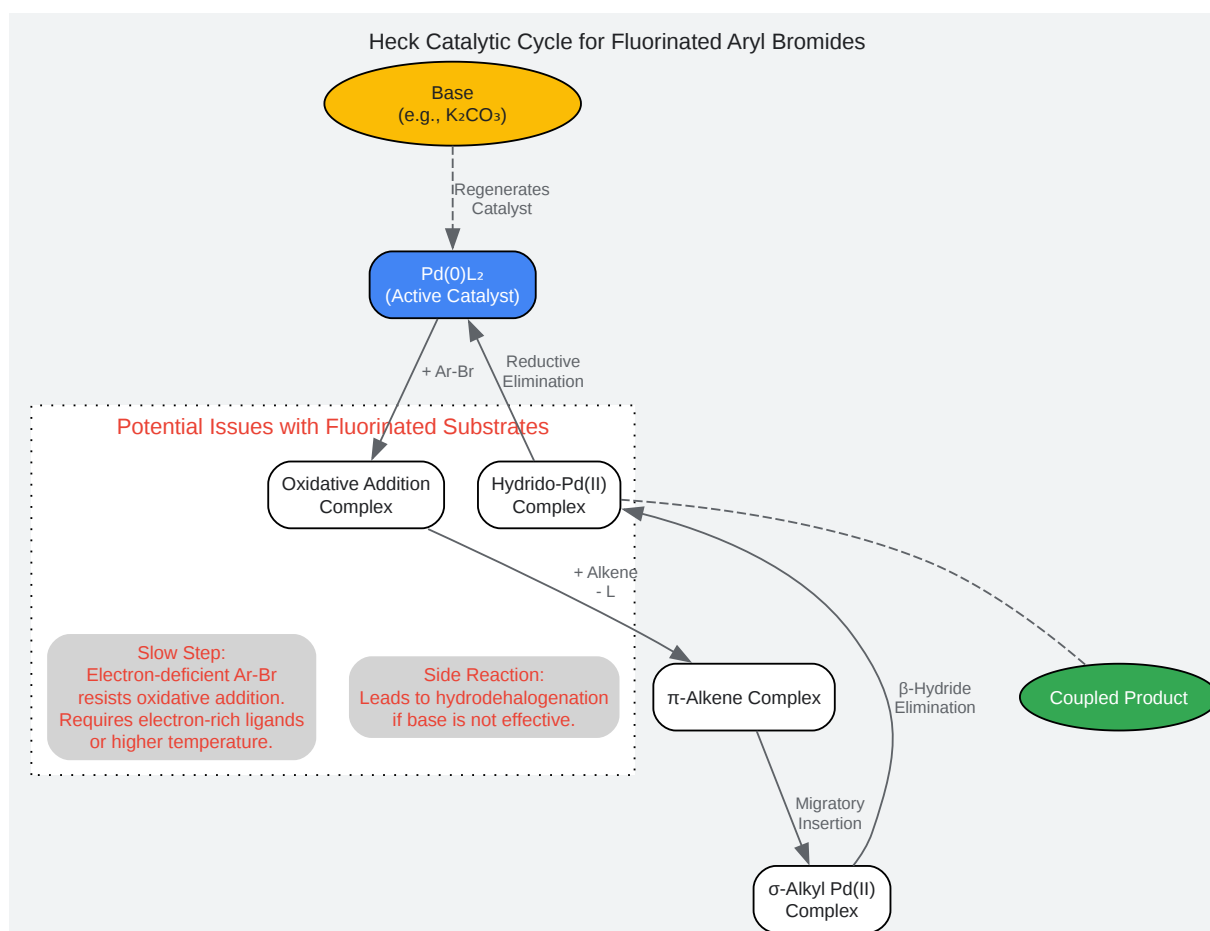 Heck Catalytic Cycle for Fluorinated Aryl Bromides
Base
(e.g., K₂CO₃)
Regenerates
Catalyst
Pd(0)L₂
(Active Catalyst)
+ Ar-Br
Reductive
Elimination
Potential Issues with Fluorinated Substrates
Oxidative Addition
Complex
Hydrido-Pd(II)
Complex
+ Alkene
- L
Slow Step:
Electron-deficient Ar-Br
resists oxidative addition.
Requires electron-rich ligands
or higher temperature.
Side Reaction:
Leads to hydrodehalogenation
if base is not effective.
π-Alkene Complex
β-Hydride
Elimination
Coupled Product
Migratory
Insertion
σ-Alkyl Pd(II)
Complex